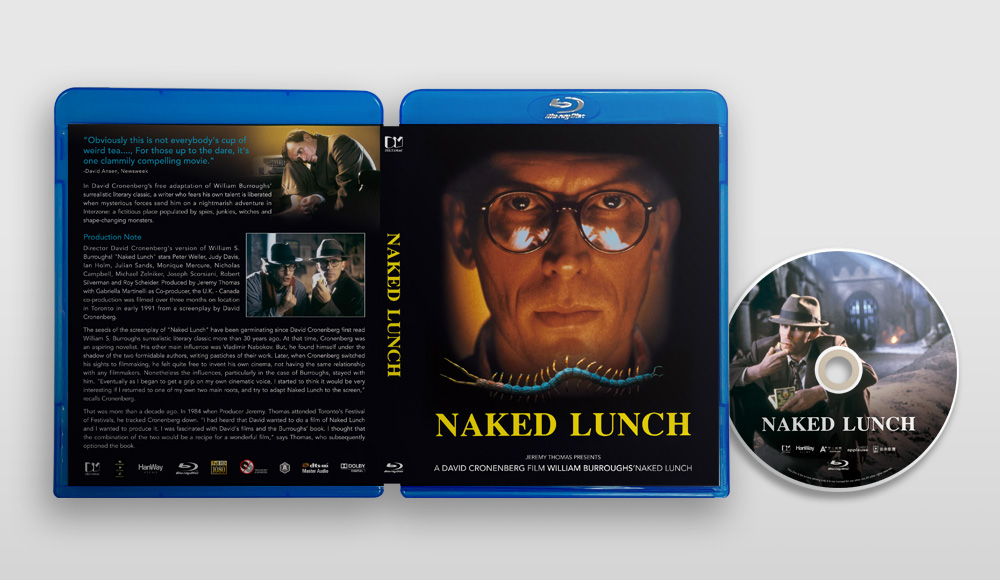 "Obviously this is not everybody's cup of
weird tea...., For those up to the dare, it's
one clammily compelling movie."
-David Ansen, Newsweek
In David Cronenberg's free adaptation of William Burroughs'
surrealistic literary classic, a writer who fears his own talent is liberated
when mysterious forces send him on a nightmarish adventure in
Interzone: a fictitious place populated by spies, junkies, witches and
shape-changing monsters.
Production Note
Director David Cronenberg's version of William S.
Burroughs' "Naked Lunch" stars Peter Weller, Judy Davis,
Ian Holm, Julian Sands, Monique Mercure, Nicholas
Campbell, Michael Zelniker, Joseph Scorsiani, Robert
Silverman and Roy Scheider. Produced by Jeremy Thomas
with Gabriella Martinelli as Co-producer, the U.K. - Canada
co-production was filmed over three months on location
in Toronto in early 1991 from a screenplay by David
Cronenberg.
The seeds of the screenplay of "Naked Lunch" have been germinating since David Cronenberg first read
William S. Burroughs surrealistic literary classic more than 30 years ago. At that time, Cronenberg was
an aspiring novelist. His other main influence was Vladimir Nabokov. But, he found himself under the
shadow of the two formidable authors, writing pastiches of their work. Later, when Cronenberg switched
his sights to filmmaking, he felt quite free to invent his own cinema, not having the same relationship
with any filmmakers. Nonetheless the influences, particularly in the case of Burroughs, stayed with
him. "Eventually as I began to get a grip on my own cinematic voice, I started to think it would be very
interesting if I returned to one of my own two main roots, and try to adapt Naked Lunch to the screen,"
recalls Cronenberg.
That was more than a decade ago. In 1984 when Producer Jeremy. Thomas attended Toronto's Festival
of Festivals, he tracked Cronenberg down. "I had heard that David wanted to do a film of Naked Lunch
and I wanted to produce it. I was fascinated with David's films and the Burroughs' book. I thought that
the combination of the two would be a recipe for a wonderful film," says Thomas, who subsequently
optioned the book.
HanWay
Blu-ray Disc
dts HD
Master Audio
DOLBY
NAKED LUNCH
Blu-ray Disc
NAKED LUNCH
JEREMY THOMAS PRESENTS
A DAVID CRONENBERG FILM WILLIAM BURROUGHS'NAKED LUNCH
NAKED LUNCH
HanWay
applause